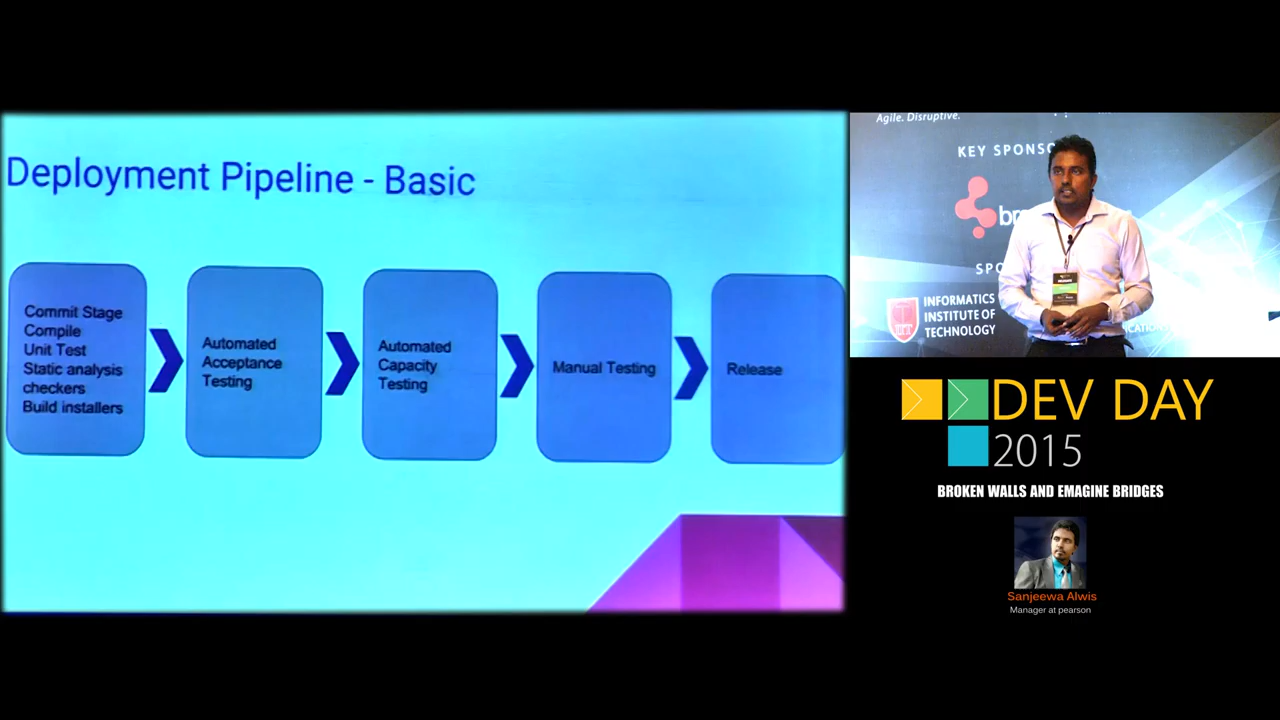 Deployment Pipeline - Basic
Commit Stage
Compile
Unit Test
Static analysis
checkers
Build installers
Automated
Acceptance
Testing
Automated
Capacity
Testing
Manual Testing
Release
Agile. Disruptive.
KEY SPONSO
br
SPO
INFORMATICS
INSTITUTE OF
TECHNOLOGY
DEV DAY
2015
BROKEN WALLS AND EMAGINE BRIDGES
Sanjeewa Alwis
Manager at pearson